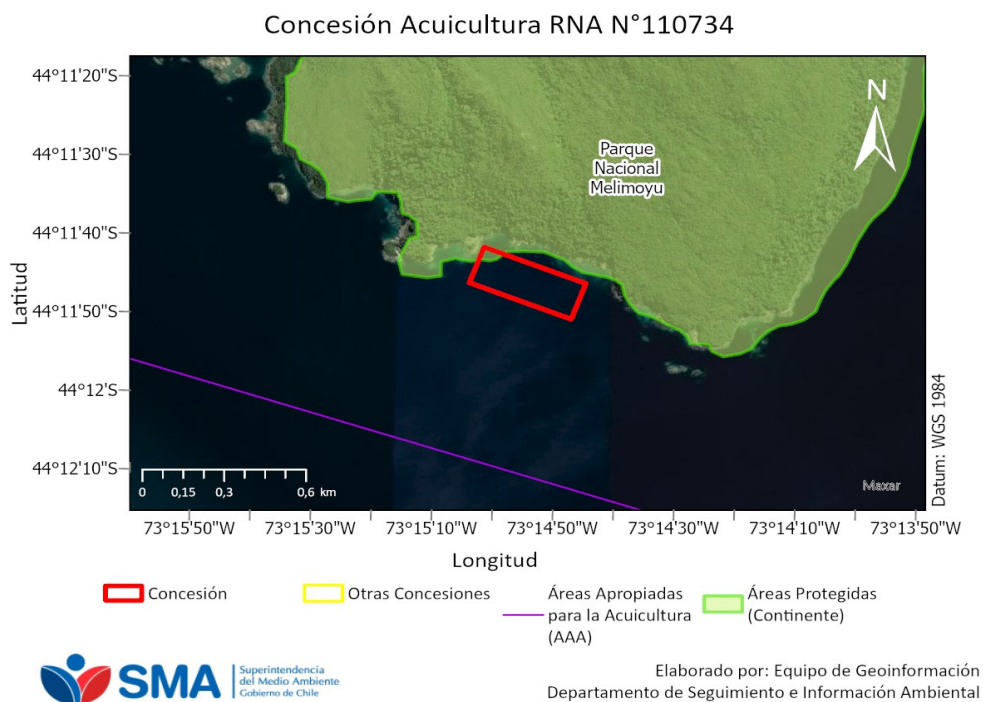 Concesión Acuicultura RNA N°110734
44°11'20"S
44°11'30"S
44°11'40"S
44°11'50"S
44°12'S
44°12'10"S
Latitud
Parque
Nacional
Melimoyu
N
0
0,15
0,3
0,6 km
Maxar
Datum: WGS 1984
73°15'50"W
73°15'30"W
73°15'10"W
73°14'50"W
73°14'30"W
73°14'10"W
73°13'50"W
Longitud
Concesión
Otras Concesiones
Áreas Apropiadas
para la Acuicultura
(AAA)
Áreas Protegidas
(Continente)
SMA
Superintendencia
del Medio Ambiente
Gobierno de Chile
Elaborado por: Equipo de Geoinformación
Departamento de Seguimiento e Información Ambiental